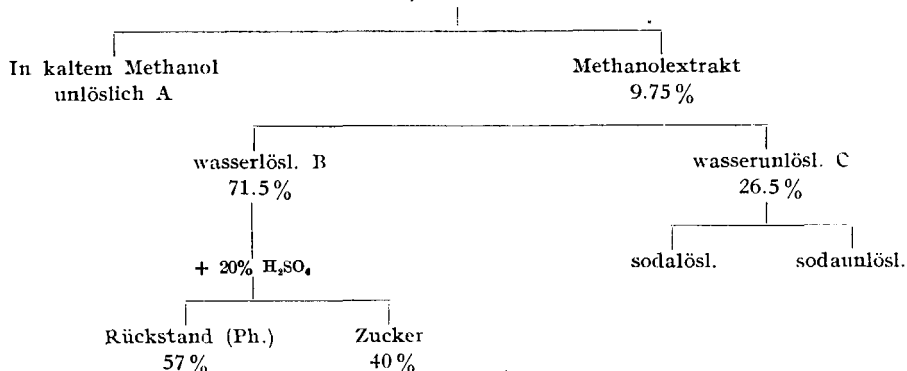 In kaltem Methanol
unlöslich A
Methanolextrakt
9.75%
wasserlösl. B
71.5%
wasserunlösl. C
26.5%
+ 20% H₂SO₄
sodalösl.
sodaunlösl.
Rückstand (Ph.)
57%
Zucker
40%